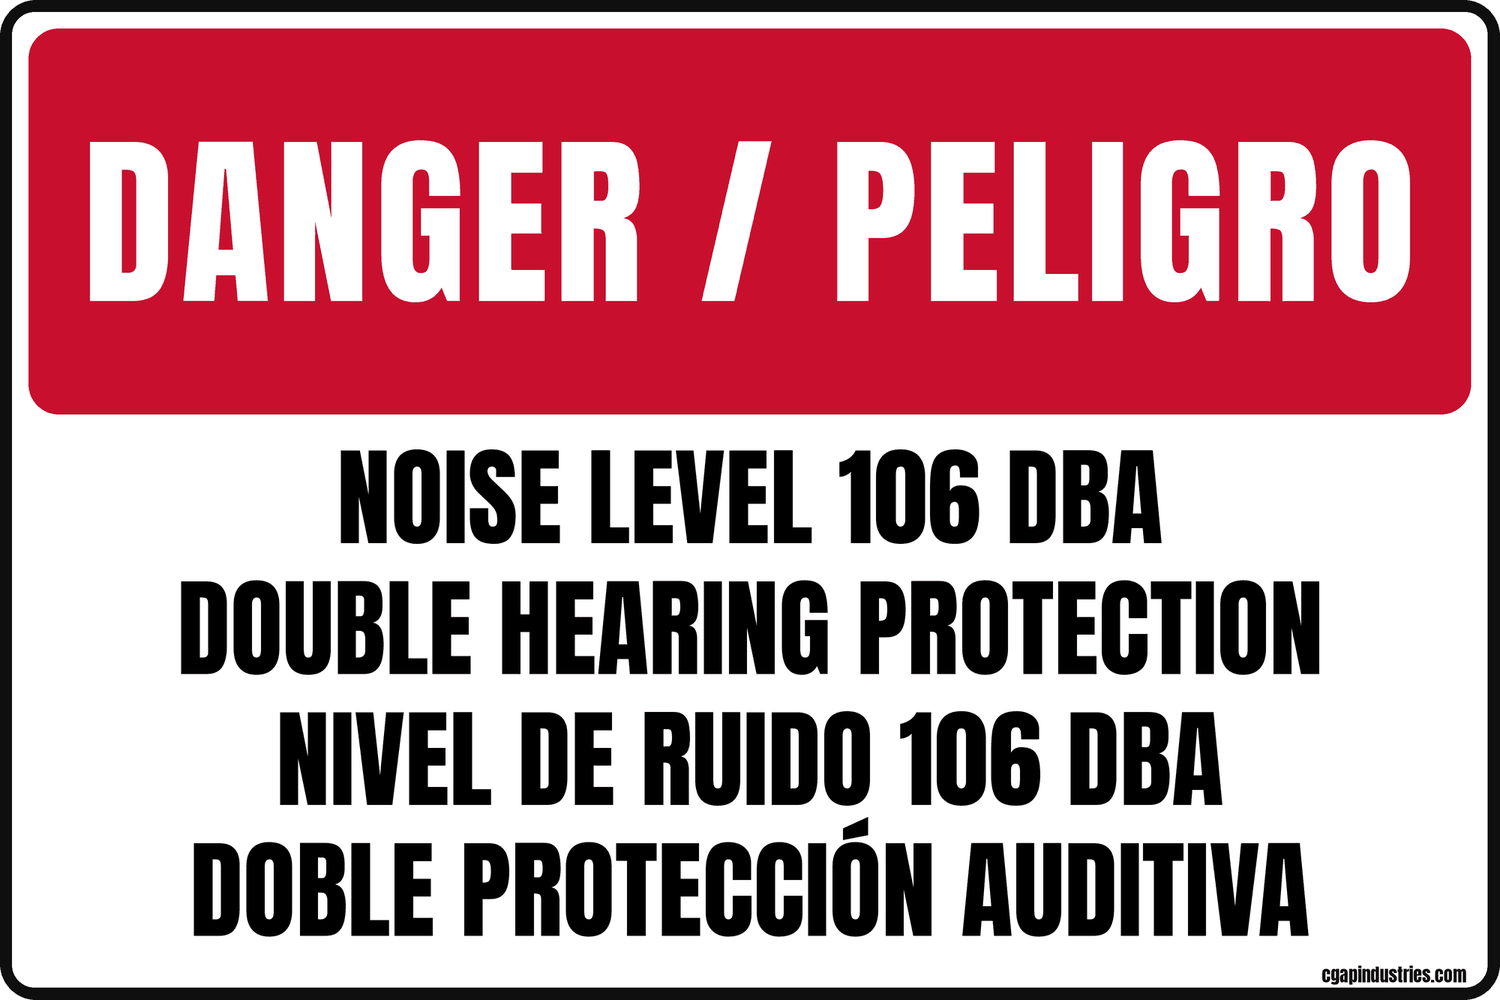 DANGER / PELIGRO
NOISE LEVEL 106 DBA
DOUBLE HEARING PROTECTION
NIVEL DE RUIDO 106 DBA
DOBLE PROTECCIÓN AUDITIVA
cgapindustries.com